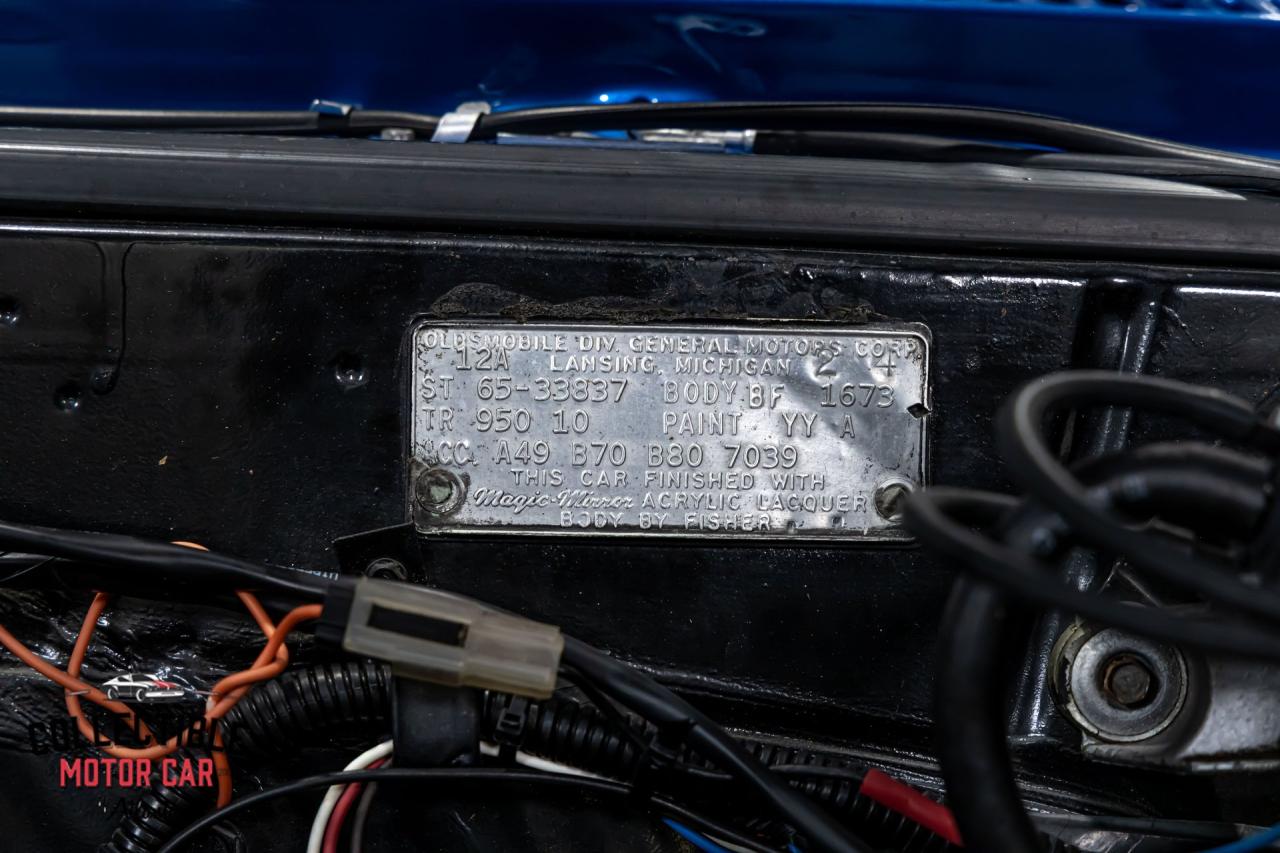 OLDSMOBILE DIV. GENERAL MOTORS CORP.
12A LANSING, MICHIGAN 2 4
ST 65-33837 BODY BF 1673
TR 950 10 PAINT YY A
ACC. A49 B70 B80 7039
THIS CAR FINISHED WITH
Magic-Mirror ACRYLIC LACQUER
BODY BY FISHER
COLLECTIBLE
MOTOR CAR